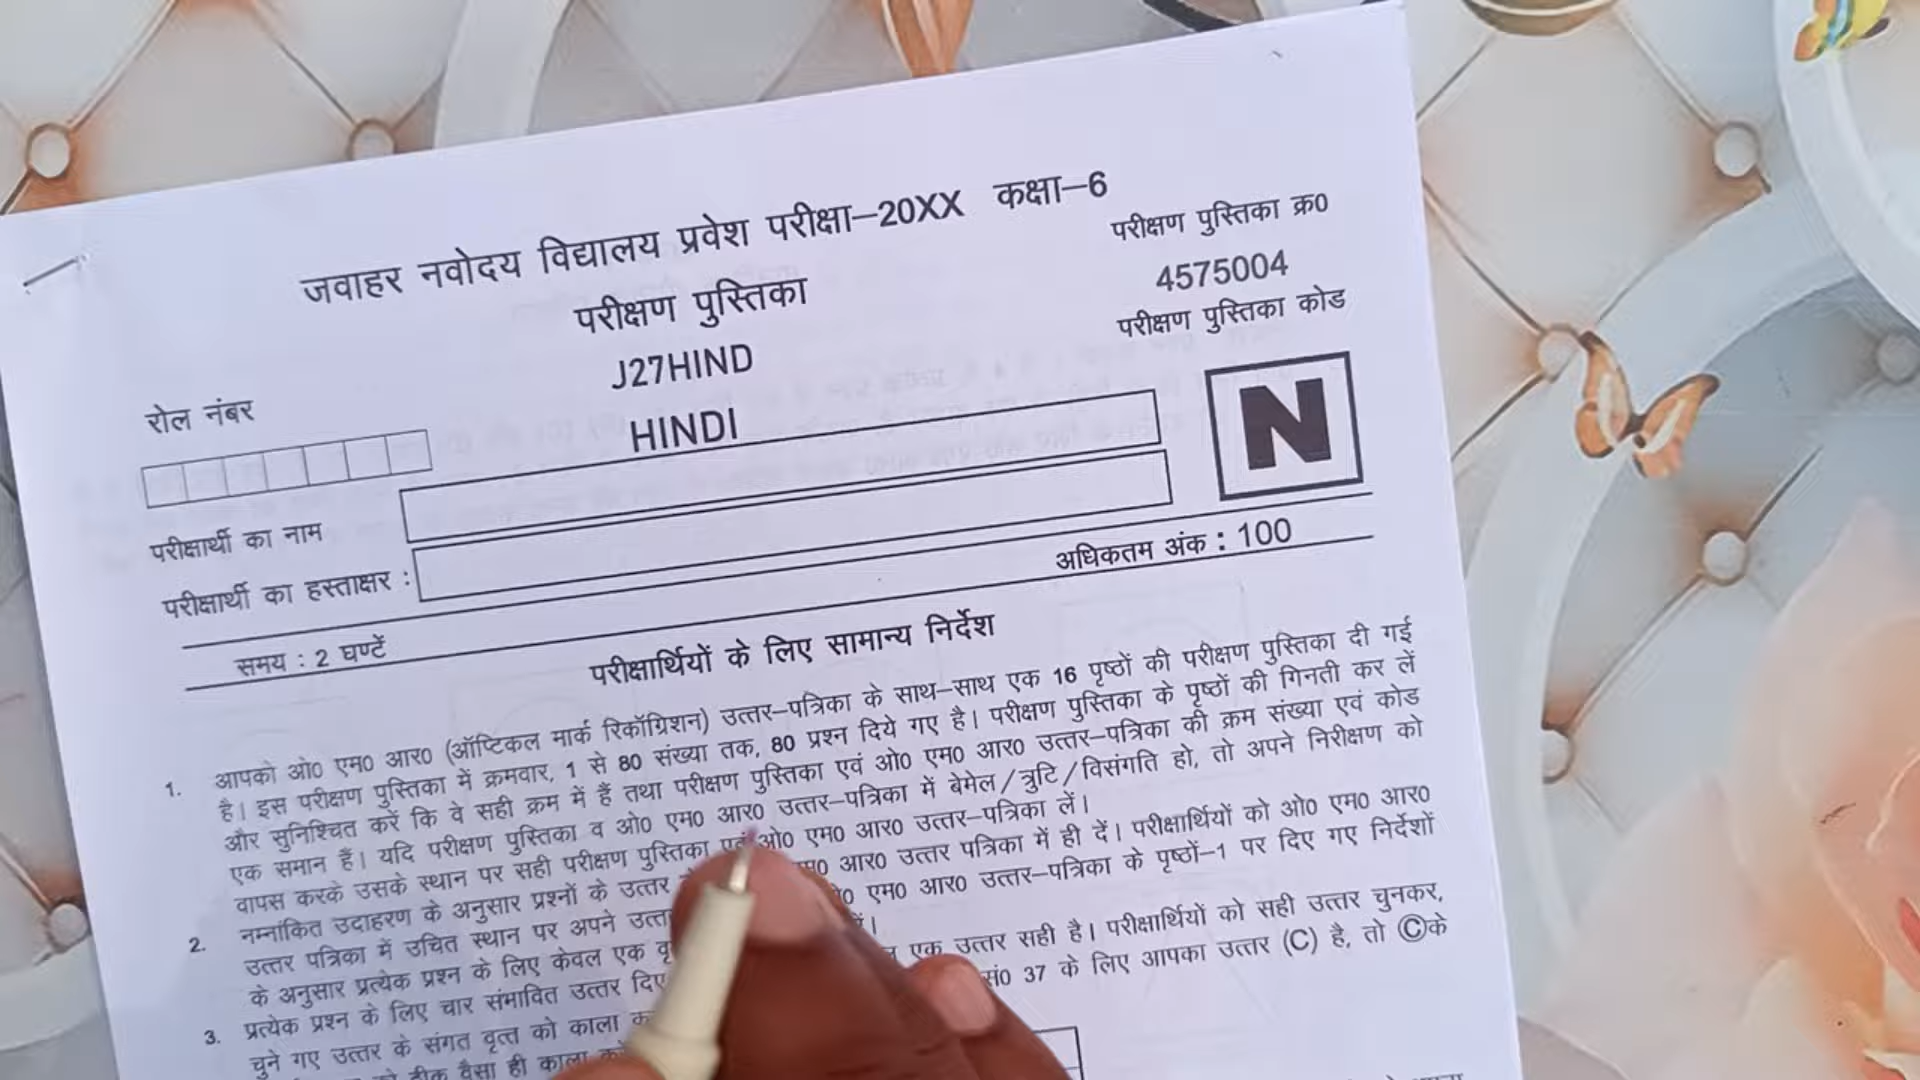 जवाहर नवोदय विद्यालय प्रवेश परीक्षा–20XX कक्षा–6
परीक्षण पुस्तिका क्र0
परीक्षण पुस्तिका
4575004
J27HIND
परीक्षण पुस्तिका कोड
रोल नंबर
HINDI
N
परीक्षार्थी का नाम
परीक्षार्थी का हस्ताक्षर :
समय : 2 घण्टें
अधिकतम अंक : 100
परीक्षार्थियों के लिए सामान्य निर्देश
1. आपको ओ0 एम0 आर0 (ऑप्टिकल मार्क रिकॉग्रिशन) उत्तर–पत्रिका के साथ–साथ एक 16 पृष्ठों की परीक्षण पुस्तिका दी गई
है। इस परीक्षण पुस्तिका में क्रमवार, 1 से 80 संख्या तक, 80 प्रश्न दिये गए है। परीक्षण पुस्तिका के पृष्ठों की गिनती कर लें
और सुनिश्चित करें कि वे सही क्रम में हैं तथा परीक्षण पुस्तिका एवं ओ0 एम0 आर0 उत्तर–पत्रिका की क्रम संख्या एवं कोड
एक समान हैं। यदि परीक्षण पुस्तिका व ओ0 एम0 आर0 उत्तर–पत्रिका में बेमेल/त्रुटि/विसंगति हो, तो अपने निरीक्षण को
वापस करके उसके स्थान पर सही परीक्षण पुस्तिका एवं ओ0 एम0 आर0 उत्तर–पत्रिका लें।
2. नम्नांकित उदाहरण के अनुसार प्रश्नों के उत्तर आर0 उत्तर पत्रिका में ही दें। परीक्षार्थियों को ओ0 एम0 आर0
उत्तर पत्रिका में उचित स्थान पर अपने एम0 आर0 उत्तर–पत्रिका के पृष्ठों–1 पर दिए गए निर्देशों
के अनुसार प्रत्येक प्रश्न के लिए केवल एक
3. प्रत्येक प्रश्न के लिए चार संमावित उत्तर एक उत्तर सही है। परीक्षार्थियों को सही उत्तर चुनकर,
चुने गए उत्तर के संगत वृत्त को काला सं0 37 के लिए आपका उत्तर (C) है, तो Ⓒके
ठीक वैसा ही काला